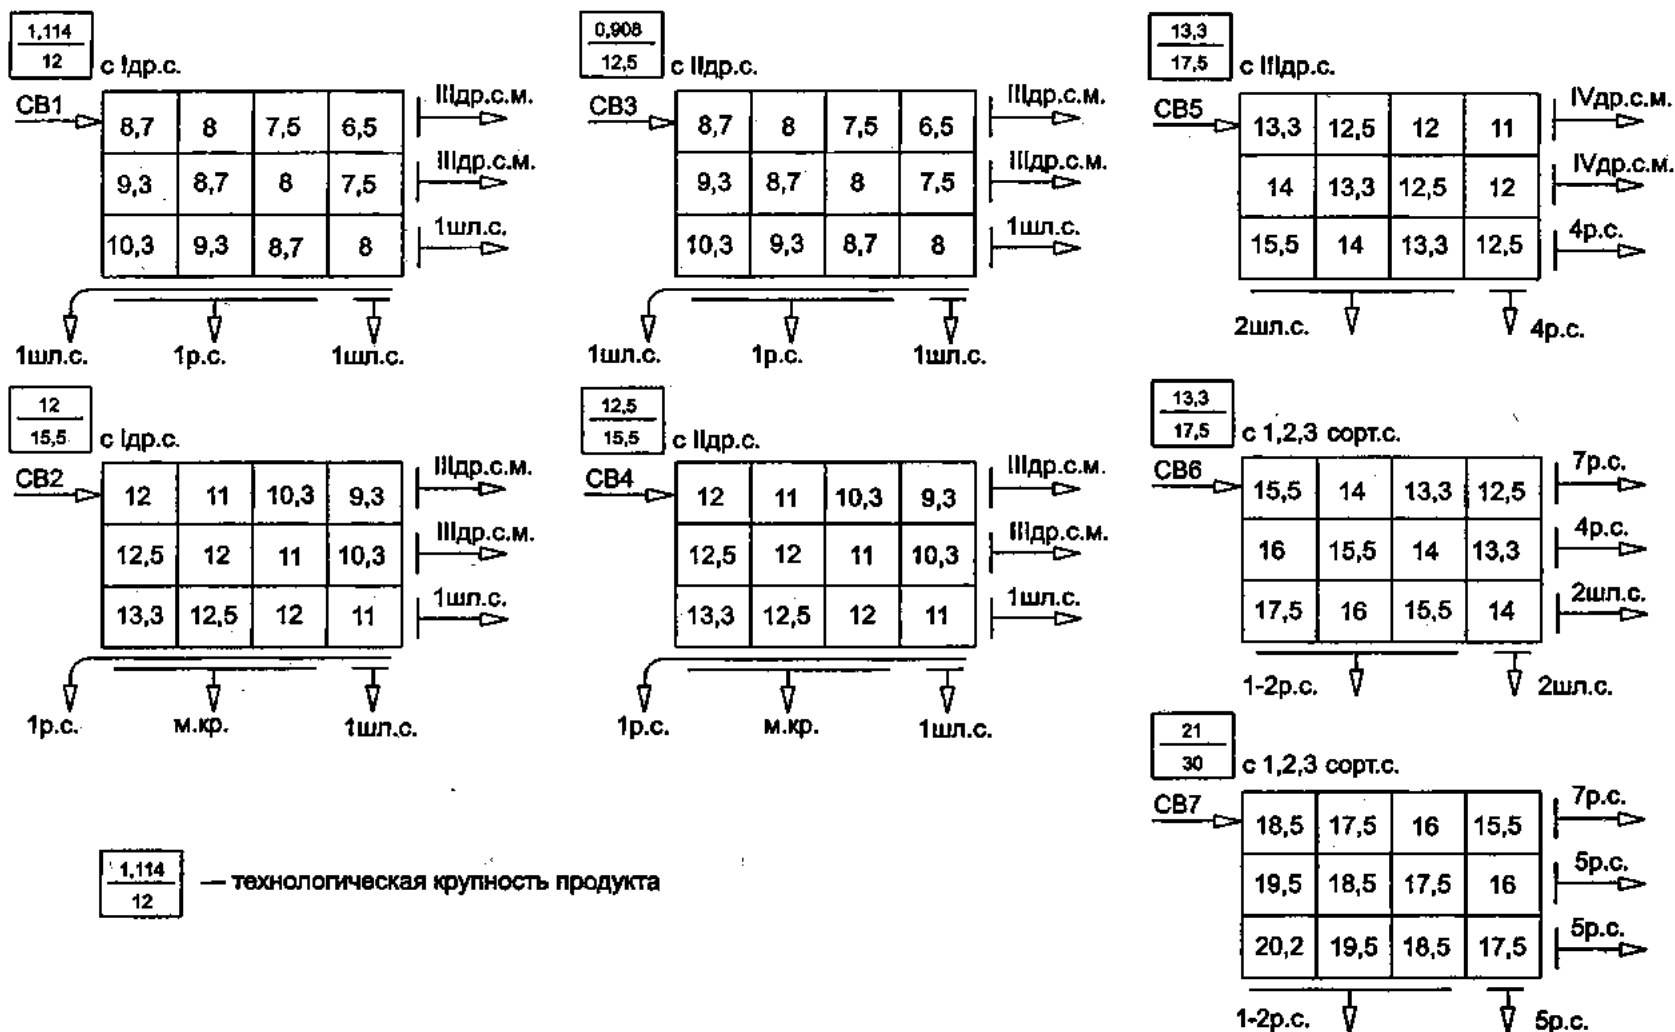 1,114
12
с Iдр.с.
СВ1
8,7 8 7,5 6,5
9,3 8,7 8 7,5
10,3 9,3 8,7 8
IIIдр.с.м.
IIIдр.с.м.
1шл.с.
1шл.с. 1р.с. 1шл.с.
0,908
12,5
с IIдр.с.
СВ3
8,7 8 7,5 6,5
9,3 8,7 8 7,5
10,3 9,3 8,7 8
IIIдр.с.м.
IIIдр.с.м.
1шл.с.
1шл.с. 1р.с. 1шл.с.
13,3
17,5
с IIIдр.с.
СВ5
13,3 12,5 12 11
14 13,3 12,5 12
15,5 14 13,3 12,5
IVдр.с.м.
IVдр.с.м.
4р.с.
2шл.с. 4р.с.
12
15,5
с Iдр.с.
СВ2
12 11 10,3 9,3
12,5 12 11 10,3
13,3 12,5 12 11
IIIдр.с.м.
IIIдр.с.м.
1шл.с.
1р.с. м.кр. 1шл.с.
12,5
15,5
с IIдр.с.
СВ4
12 11 10,3 9,3
12,5 12 11 10,3
13,3 12,5 12 11
IIIдр.с.м.
IIIдр.с.м.
1шл.с.
1р.с. м.кр. 1шл.с.
13,3
17,5
с 1,2,3 сорт.с.
СВ6
15,5 14 13,3 12,5
16 15,5 14 13,3
17,5 16 15,5 14
7р.с.
4р.с.
2шл.с.
1-2р.с. 2шл.с.
21
30
с 1,2,3 сорт.с.
СВ7
18,5 17,5 16 15,5
19,5 18,5 17,5 16
20,2 19,5 18,5 17,5
7р.с.
5р.с.
5р.с.
1-2р.с. 5р.с.
1,114
12
— технологическая крупность продукта